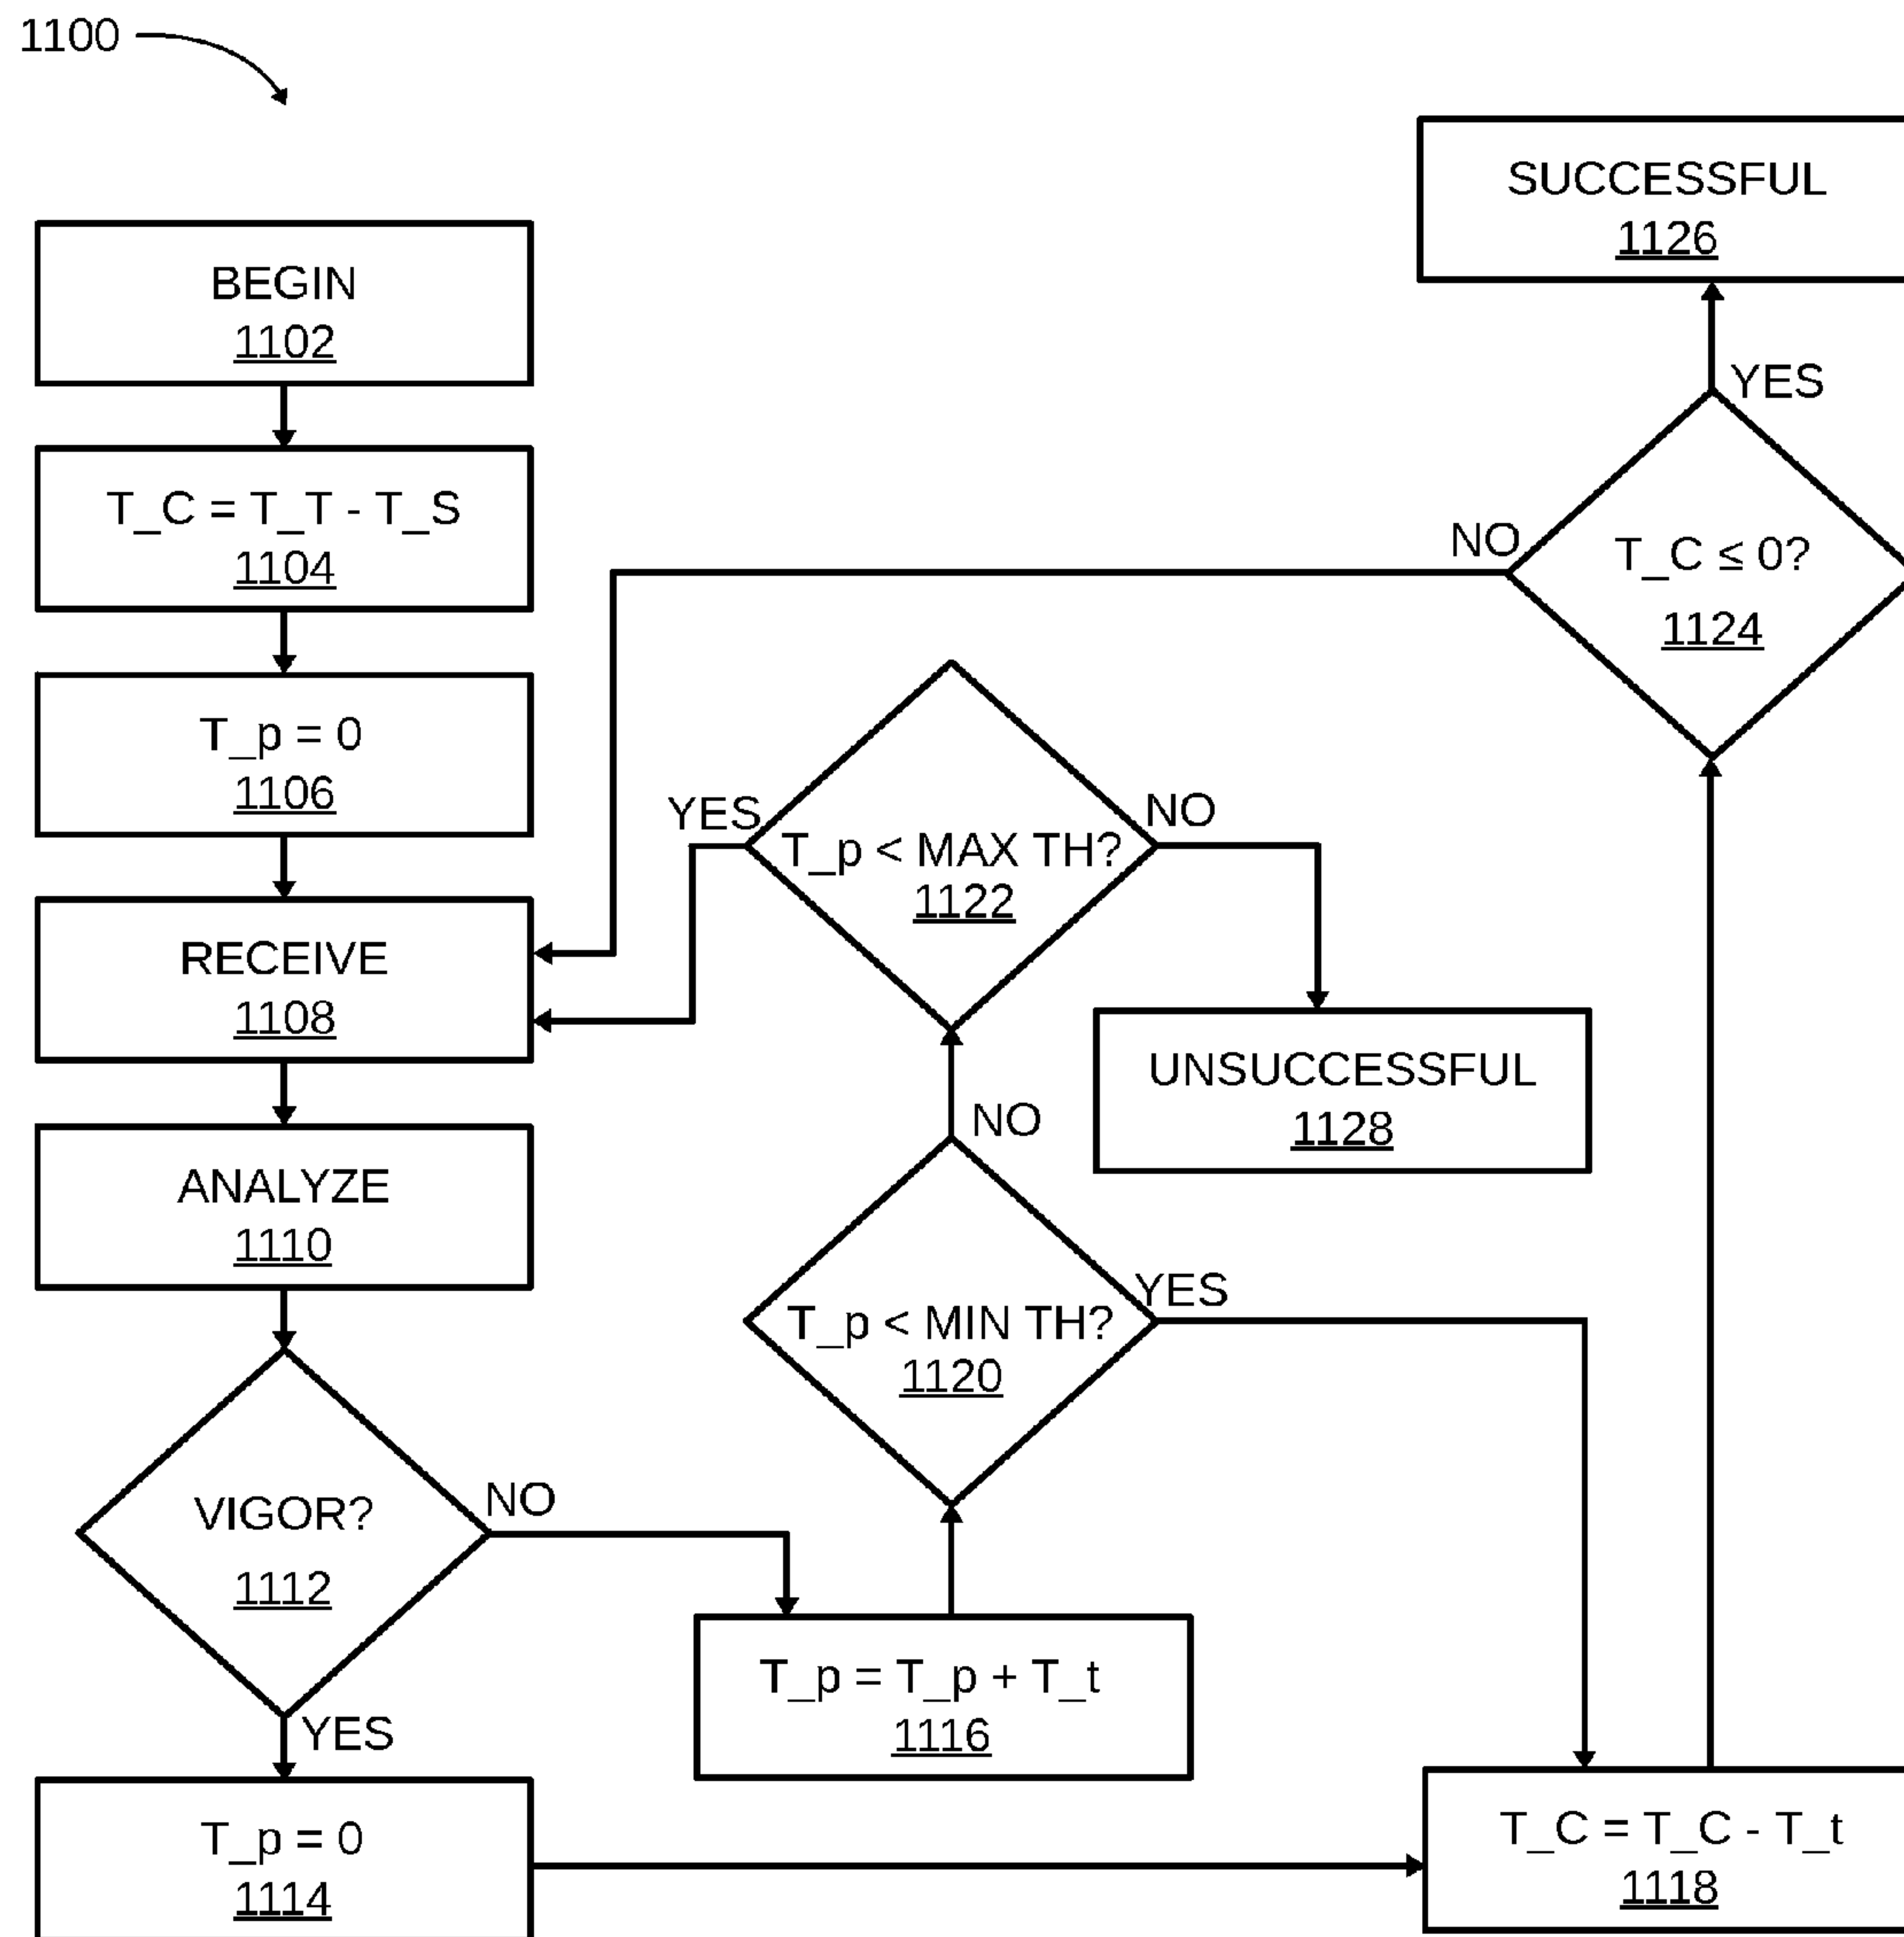 1100
SUCCESSFUL
1126
BEGIN
1102
YES
T_C = T_T - T_S
1104
NO
T_C ≤ 0?
1124
T_p = 0
1106
YES
NO
T_p < MAX TH?
1122
RECEIVE
1108
UNSUCCESSFUL
1128
NO
ANALYZE
1110
YES
T_p < MIN TH?
1120
NO
VIGOR?
1112
YES
T_p = T_p + T_t
1116
T_p = 0
1114
T_C = T_C - T_t
1118